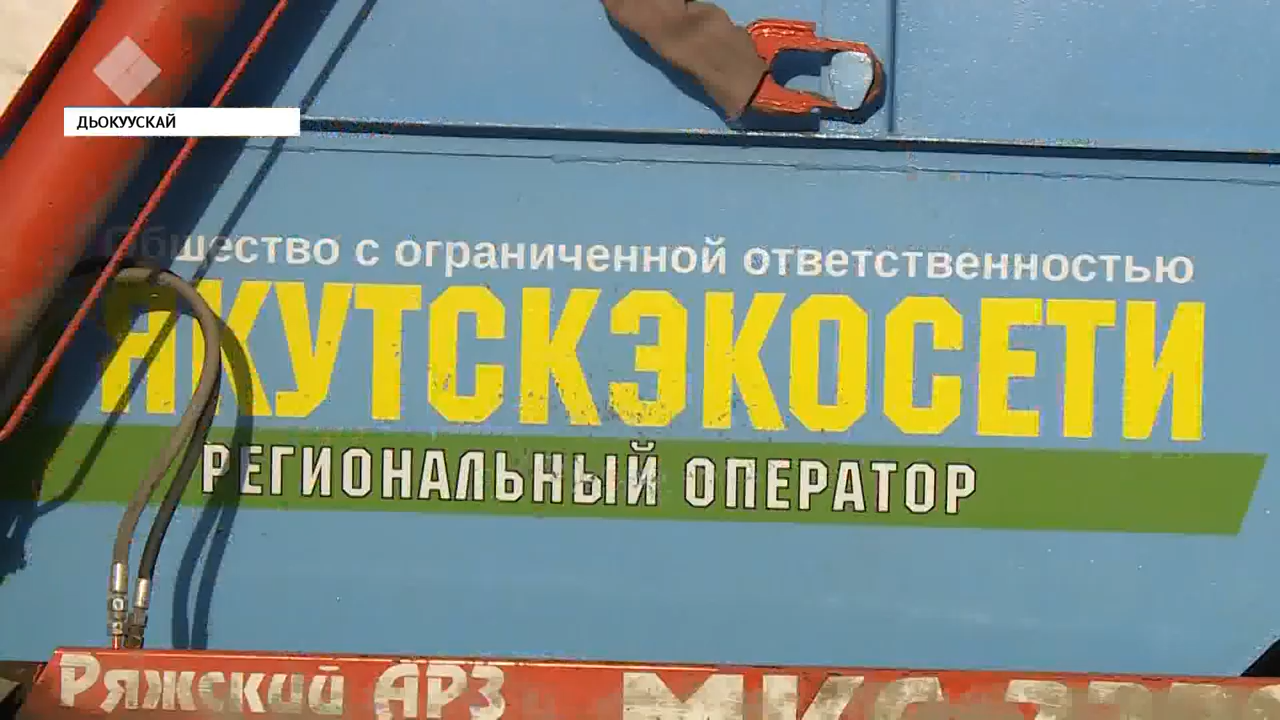 ДЬОКУУСКАЙ
Общество с ограниченной ответственностью
ЯКУТСКЭКОСЕТИ
РЕГИОНАЛЬНЫЙ ОПЕРАТОР
Ряжский АРЗ